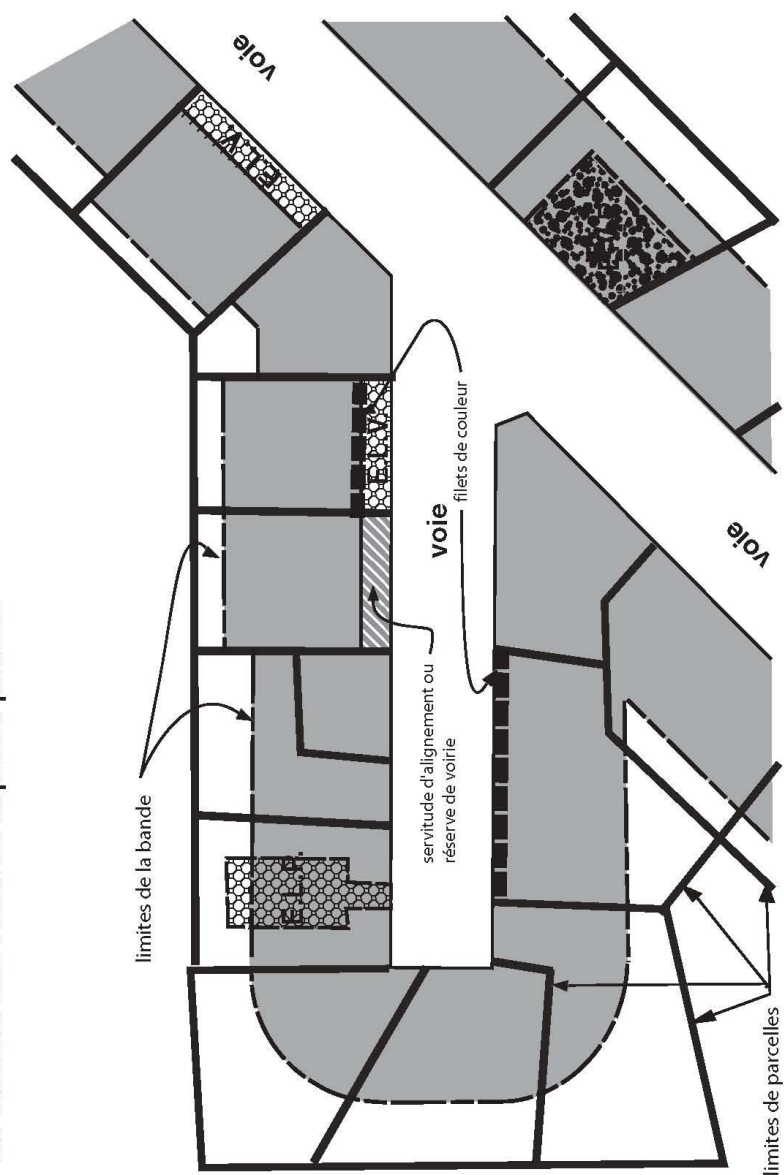 voie
E.L.V.
E.L.V.
filets de couleur
voie
servitude d'alignement ou
réserve de voirie
voie
limites de la bande
E.L.P.
limites de parcelles